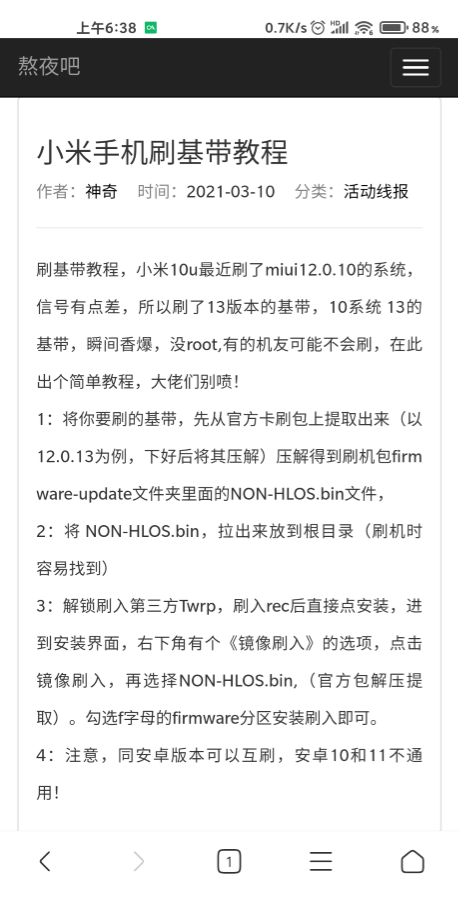 上午6:38
0.7K/s HD 88%
熬夜吧
小米手机刷基带教程
作者：神奇 时间：2021-03-10 分类：活动线报
刷基带教程，小米10u最近刷了miui12.0.10的系统，
信号有点差，所以刷了13版本的基带，10系统 13的
基带，瞬间香爆，没root,有的机友可能不会刷，在此
出个简单教程，大佬们别喷！
1：将你要刷的基带，先从官方卡刷包上提取出来（以
12.0.13为例，下好后将其压解）压解得到刷机包firm
ware-update文件夹里面的NON-HLOS.bin文件，
2：将 NON-HLOS.bin，拉出来放到根目录（刷机时
容易找到）
3：解锁刷入第三方Twrp，刷入rec后直接点安装，进
到安装界面，右下角有个《镜像刷入》的选项，点击
镜像刷入，再选择NON-HLOS.bin,（官方包解压提
取）。勾选f字母的firmware分区安装刷入即可。
4：注意，同安卓版本可以互刷，安卓10和11不通
用！
1